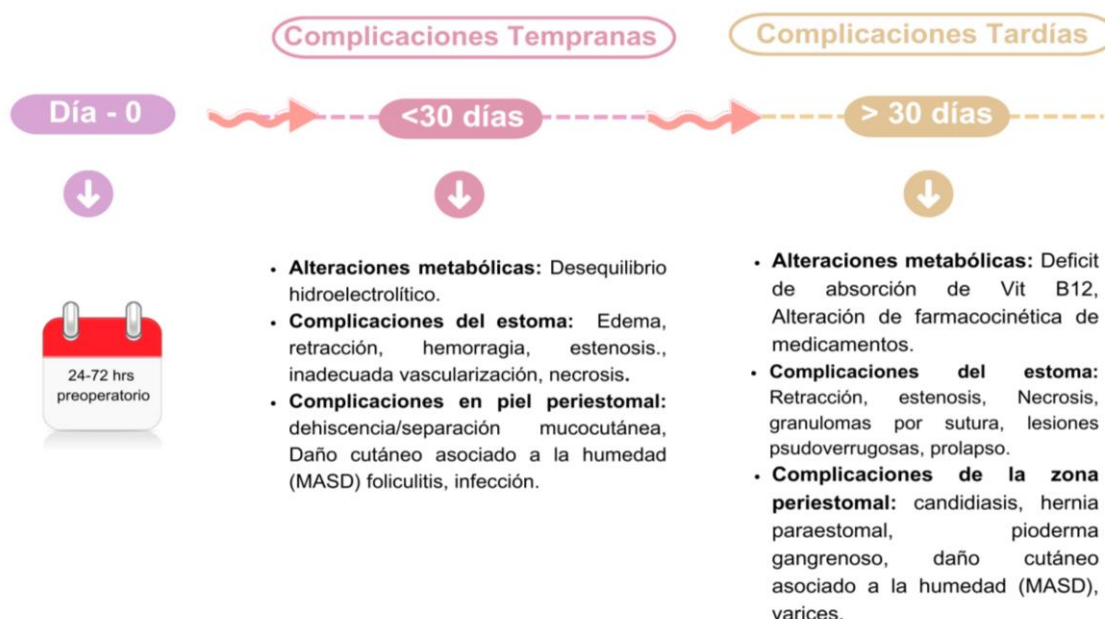 Complicaciones Tempranas
Complicaciones Tardías
Día - 0
<30 días
> 30 días
24-72 hrs
preoperatorio
• Alteraciones metabólicas: Desequilibrio
hidroelectrolítico.
• Complicaciones del estoma: Edema,
retracción, hemorragia, estenosis.,
inadecuada vascularización, necrosis.
• Complicaciones en piel periestomal:
dehiscencia/separación mucocutánea,
Daño cutáneo asociado a la humedad
(MASD) foliculitis, infección.
• Alteraciones metabólicas: Deficit
de absorción de Vit B12,
Alteración de farmacocinética de
medicamentos.
• Complicaciones del estoma:
Retracción, estenosis, Necrosis,
granulomas por sutura, lesiones
psudoverrugosas, prolapso.
• Complicaciones de la zona
periestomal: candidiasis, hernia
paraestomal, pioderma
gangrenoso, daño cutáneo
asociado a la humedad (MASD),
varices.